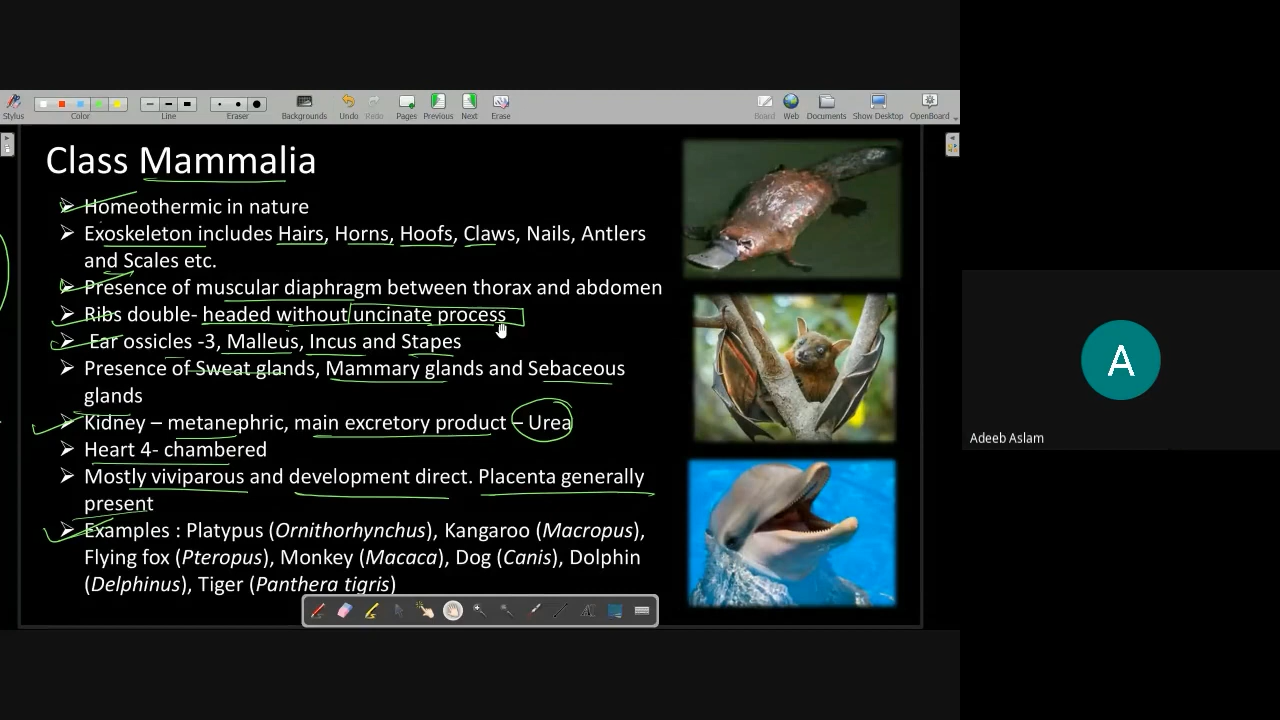 Stylus
Color
Line
Eraser
Backgrounds
Undo
Redo
Pages
Previous
Next
Erase
Board
Web
Documents
Show Desktop
OpenBoard
Class Mammalia
Homeothermic in nature
Exoskeleton includes Hairs, Horns, Hoofs, Claws, Nails, Antlers
and Scales etc.
Presence of muscular diaphragm between thorax and abdomen
Ribs double- headed without uncinate process
Ear ossicles -3, Malleus, Incus and Stapes
Presence of Sweat glands, Mammary glands and Sebaceous
glands
Kidney – metanephric, main excretory product – Urea
Heart 4- chambered
Mostly viviparous and development direct. Placenta generally
present
Examples : Platypus (Ornithorhynchus), Kangaroo (Macropus),
Flying fox (Pteropus), Monkey (Macaca), Dog (Canis), Dolphin
(Delphinus), Tiger (Panthera tigris)
A
Adeeb Aslam